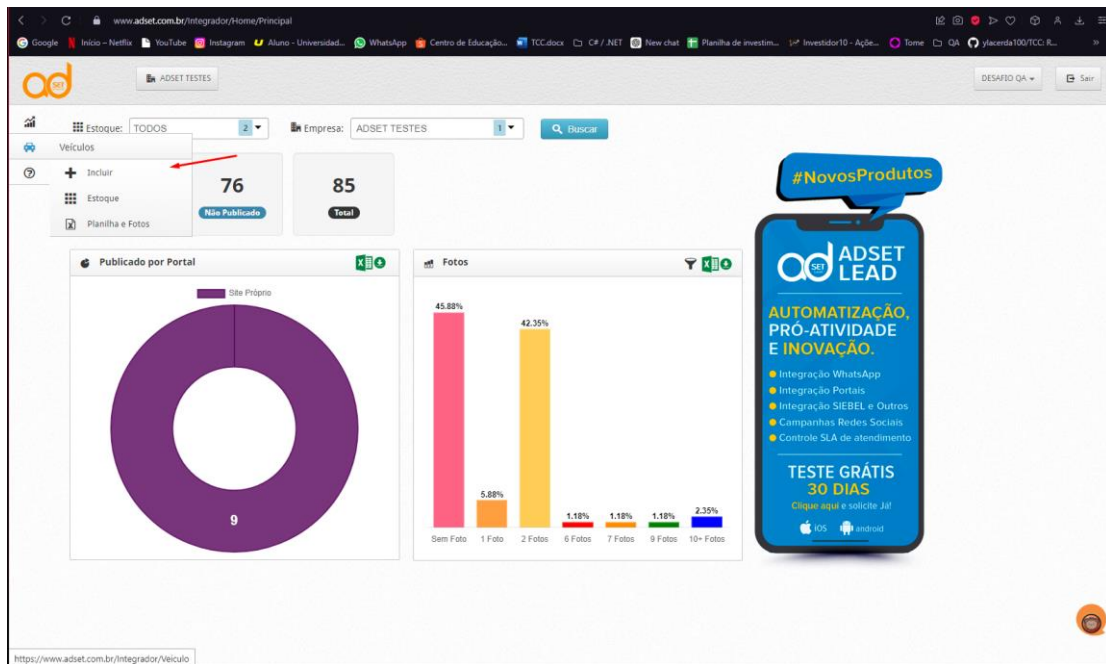 www.adset.com.br/Integrador/Home/Principal
Google Início – Netflix YouTube Instagram Aluno - Universidad... WhatsApp Centro de Educação... TCC.docx C# / .NET New chat Planilha de investim... Investidor10 - Açõe... Tome QA ylacerda100/TCC: R... »
ad SET
ADSET TESTES
DESAFIO QA
Sair
Estoque: TODOS 2
Empresa: ADSET TESTES 1
Buscar
Veículos
Incluir
Estoque
Planilha e Fotos
76
Não Publicado
85
Total
Publicado por Portal
Site Próprio
9
Fotos
45.88%
5.88%
42.35%
1.18%
1.18%
1.18%
2.35%
Sem Foto 1 Foto 2 Fotos 6 Fotos 7 Fotos 9 Fotos 10+ Fotos
#NovosProdutos
ad SET ADSET
LEAD
AUTOMATIZAÇÃO,
PRÓ-ATIVIDADE
E INOVAÇÃO.
Integração WhatsApp
Integração Portais
Integração SIEBEL e Outros
Campanhas Redes Sociais
Controle SLA de atendimento
TESTE GRÁTIS
30 DIAS
Clique aqui e solicite Já!
iOS android
https://www.adset.com.br/Integrador/Veiculo